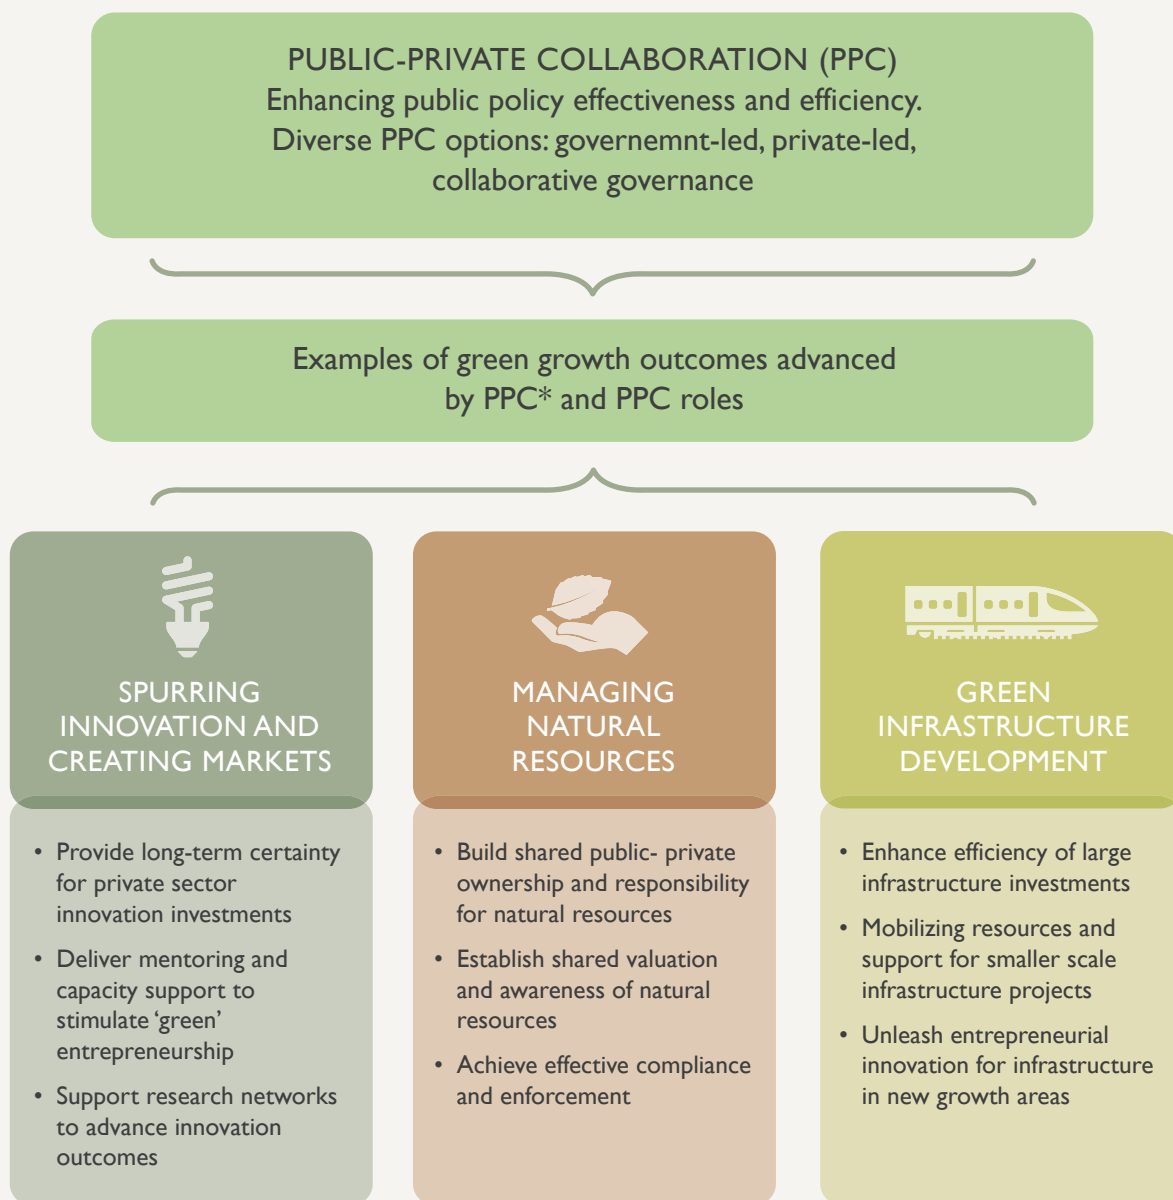 PUBLIC-PRIVATE COLLABORATION (PPC)
Enhancing public policy effectiveness and efficiency.
Diverse PPC options: governemnt-led, private-led,
collaborative governance
Examples of green growth outcomes advanced
by PPC* and PPC roles
SPURRING
INNOVATION AND
CREATING MARKETS
• Provide long-term certainty
for private sector
innovation investments
• Deliver mentoring and
capacity support to
stimulate ‘green’
entrepreneurship
• Support research networks
to advance innovation
outcomes
MANAGING
NATURAL
RESOURCES
• Build shared public- private
ownership and responsibility
for natural resources
• Establish shared valuation
and awareness of natural
resources
• Achieve effective compliance
and enforcement
GREEN
INFRASTRUCTURE
DEVELOPMENT
• Enhance efficiency of large
infrastructure investments
• Mobilizing resources and
support for smaller scale
infrastructure projects
• Unleash entrepreneurial
innovation for infrastructure
in new growth areas